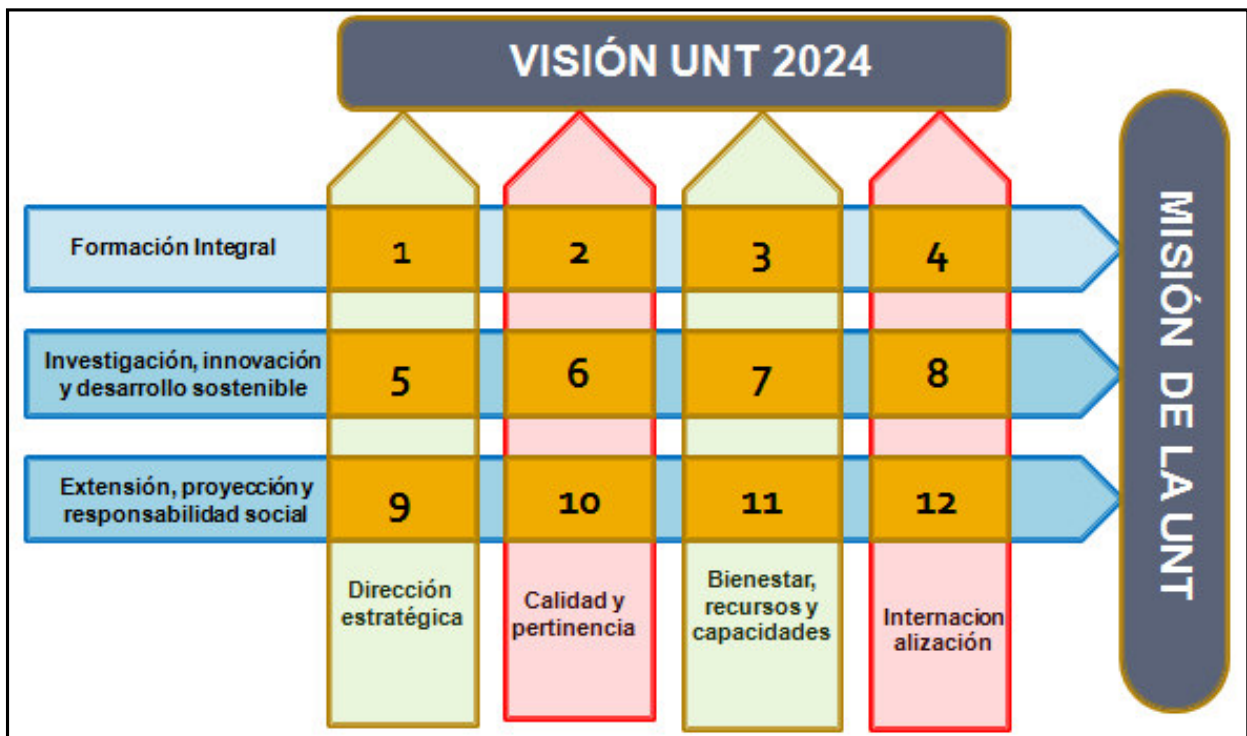 VISIÓN UNT 2024
Formación Integral
1
2
3
4
Investigación, innovación
y desarrollo sostenible
5
6
7
8
Extensión, proyección y
responsabilidad social
9
10
11
12
Dirección
estratégica
Calidad y
pertinencia
Bienestar,
recursos y
capacidades
Internacion
alización
MISIÓN DE LA UNT